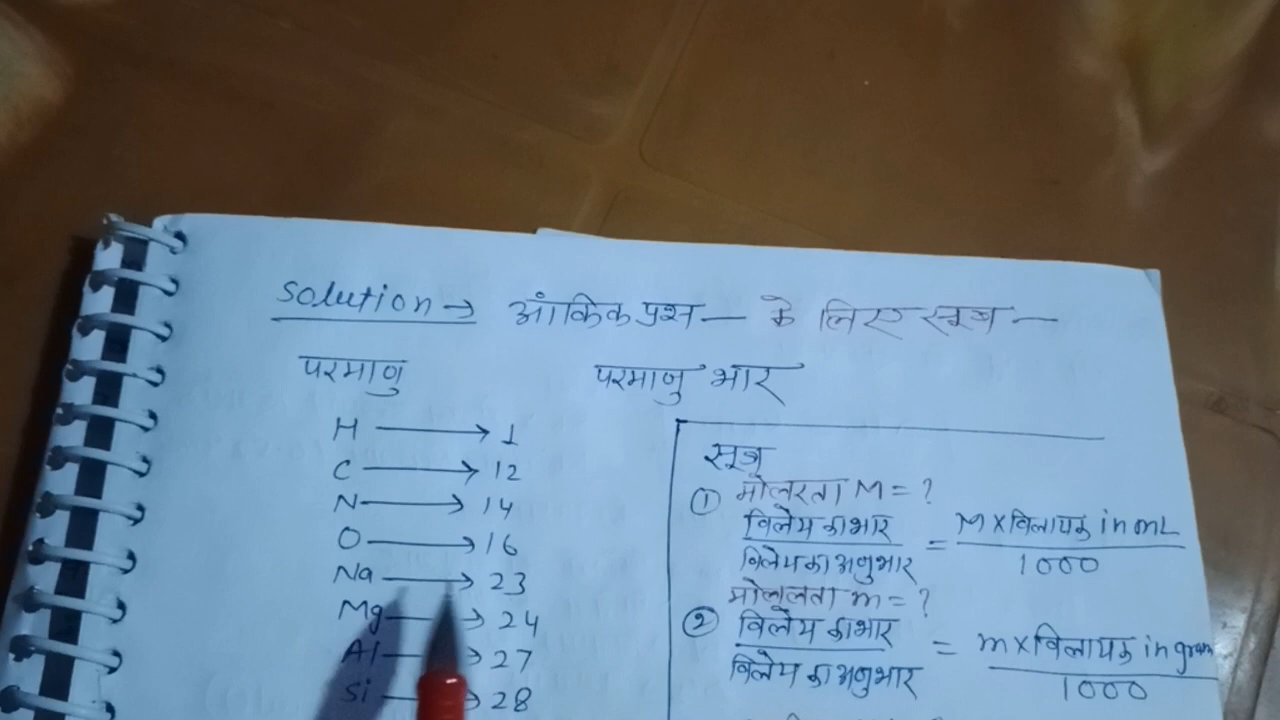 Solution → आंकिक प्रश्न — के लिए सूत्र —
परमाणु परमाणु भार
H → 1
C → 12
N → 14
O → 16
Na → 23
Mg → 24
Al → 27
Si → 28
सूत्र
① मोलरता M = ?
विलेय का भार / विलेय का अणुभार = M × विलायक in mL / 1000
मोललता m = ?
② विलेय का भार / विलेय का अणुभार = m × विलायक in gram / 1000